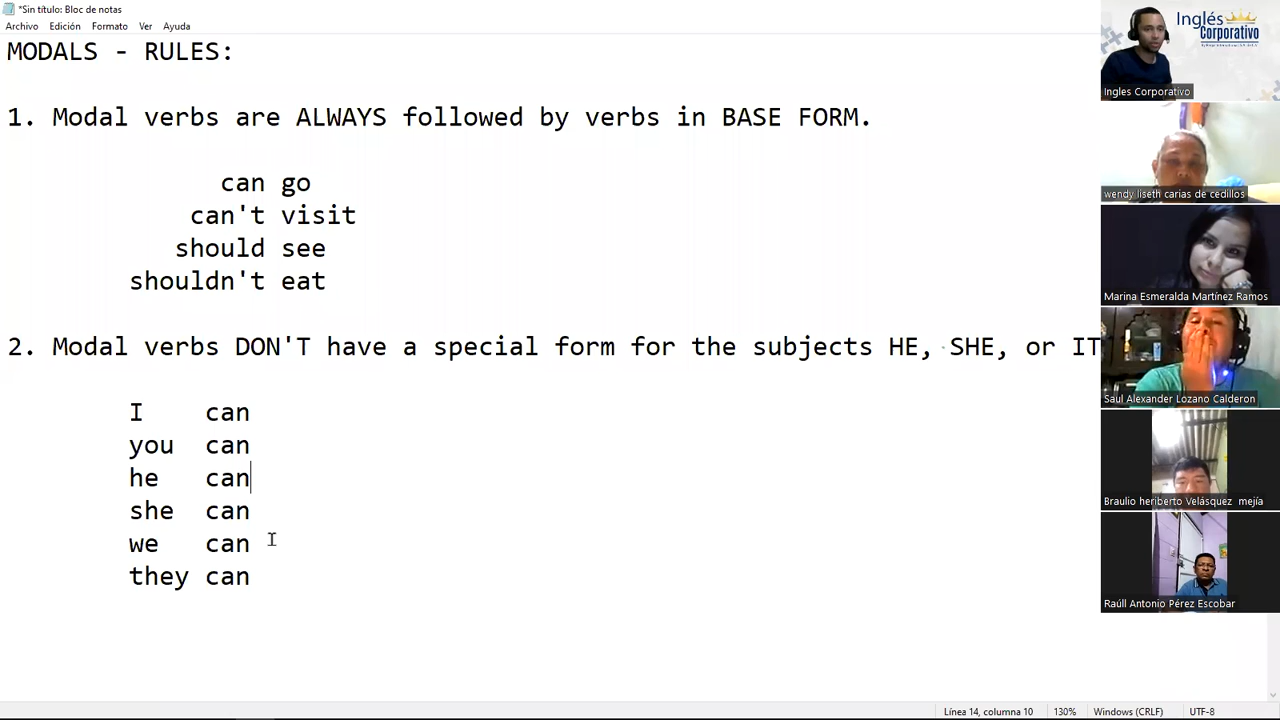 *Sin título: Bloc de notas
Archivo Edición Formato Ver Ayuda
MODALS - RULES:
1. Modal verbs are ALWAYS followed by verbs in BASE FORM.
can go
can't visit
should see
shouldn't eat
2. Modal verbs DON'T have a special form for the subjects HE, SHE, or IT
I can
you can
he can
she can
we can
they can
Inglés
Corporativo
Ingles Corporativo
wendy liseth carias de cedillos
Marina Esmeralda Martínez Ramos
Saul Alexander Lozano Calderon
Braulio heriberto Velásquez mejía
Raúll Antonio Pérez Escobar
Línea 14, columna 10 130% Windows (CRLF) UTF-8